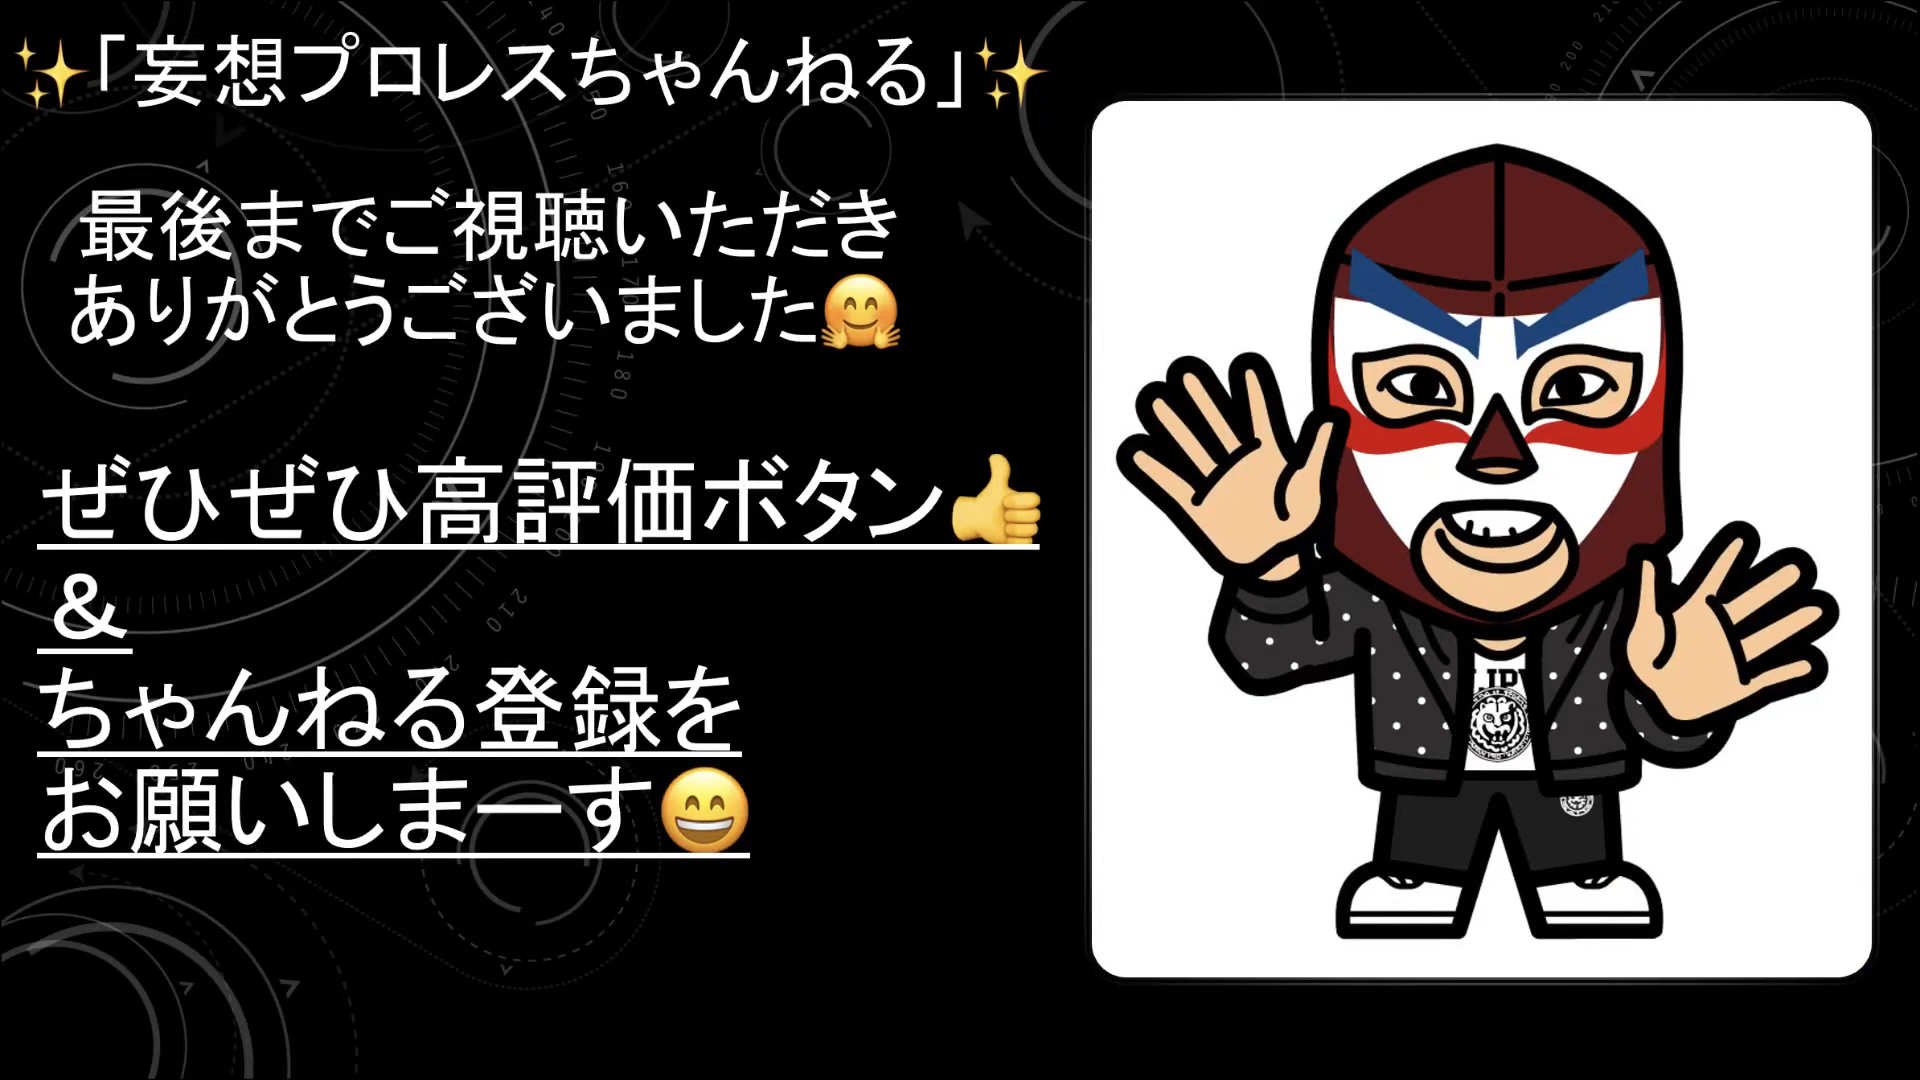 ✨「妄想プロレスちゃんねる」✨
最後までご視聴いただき
ありがとうございました🤗
ぜひぜひ高評価ボタン👍
&
ちゃんねる登録を
お願いしまーす😄